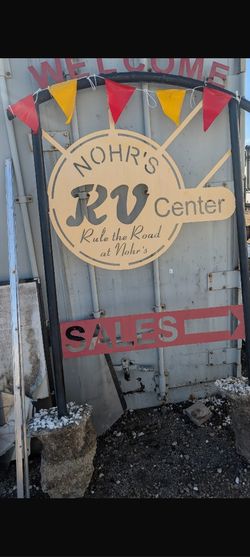 WELCOME
NOHR'S
RV Center
Rule the Road
at Nohr's
SALES